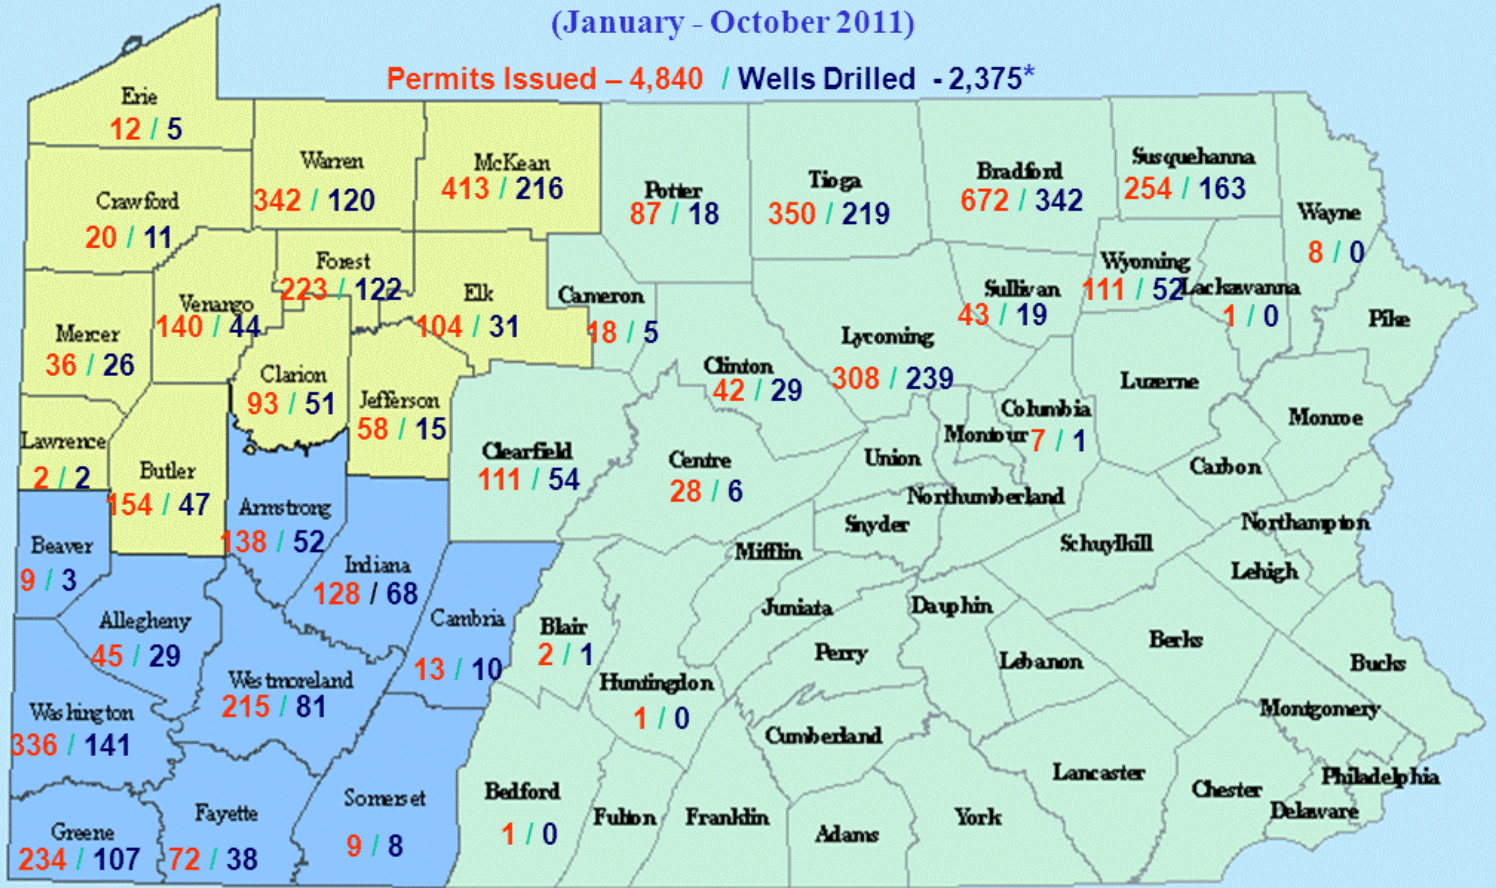 (January - October 2011)
Permits Issued – 4,840 / Wells Drilled - 2,375*
Erie
12 / 5
Warren
342 / 120
McKean
413 / 216
Potter
87 / 18
Tioga
350 / 219
Bradford
672 / 342
Susquehanna
254 / 163
Wayne
8 / 0
Crawford
20 / 11
Forest
223 / 122
Elk
104 / 31
Cameron
18 / 5
Sullivan
43 / 19
Wyoming
111 / 52
Lackawanna
1 / 0
Pike
Venango
140 / 44
Mercer
36 / 26
Clarion
93 / 51
Jefferson
58 / 15
Clinton
42 / 29
Lycoming
308 / 239
Luzerne
Monroe
Columbia
7 / 1
Montour
Lawrence
2 / 2
Butler
154 / 47
Clearfield
111 / 54
Centre
28 / 6
Union
Carbon
Northumberland
Northampton
Snyder
Armstrong
138 / 52
Beaver
9 / 3
Indiana
128 / 68
Mifflin
Schuylkill
Lehigh
Allegheny
45 / 29
Cambria
13 / 10
Blair
2 / 1
Juniata
Dauphin
Perry
Lebanon
Berks
Bucks
Westmoreland
215 / 81
Huntingdon
1 / 0
Washington
336 / 141
Cumberland
Montgomery
Lancaster
Chester
Philadelphia
Delaware
Greene
234 / 107
Fayette
72 / 38
Somerset
9 / 8
Bedford
1 / 0
Fulton
Franklin
Adams
York